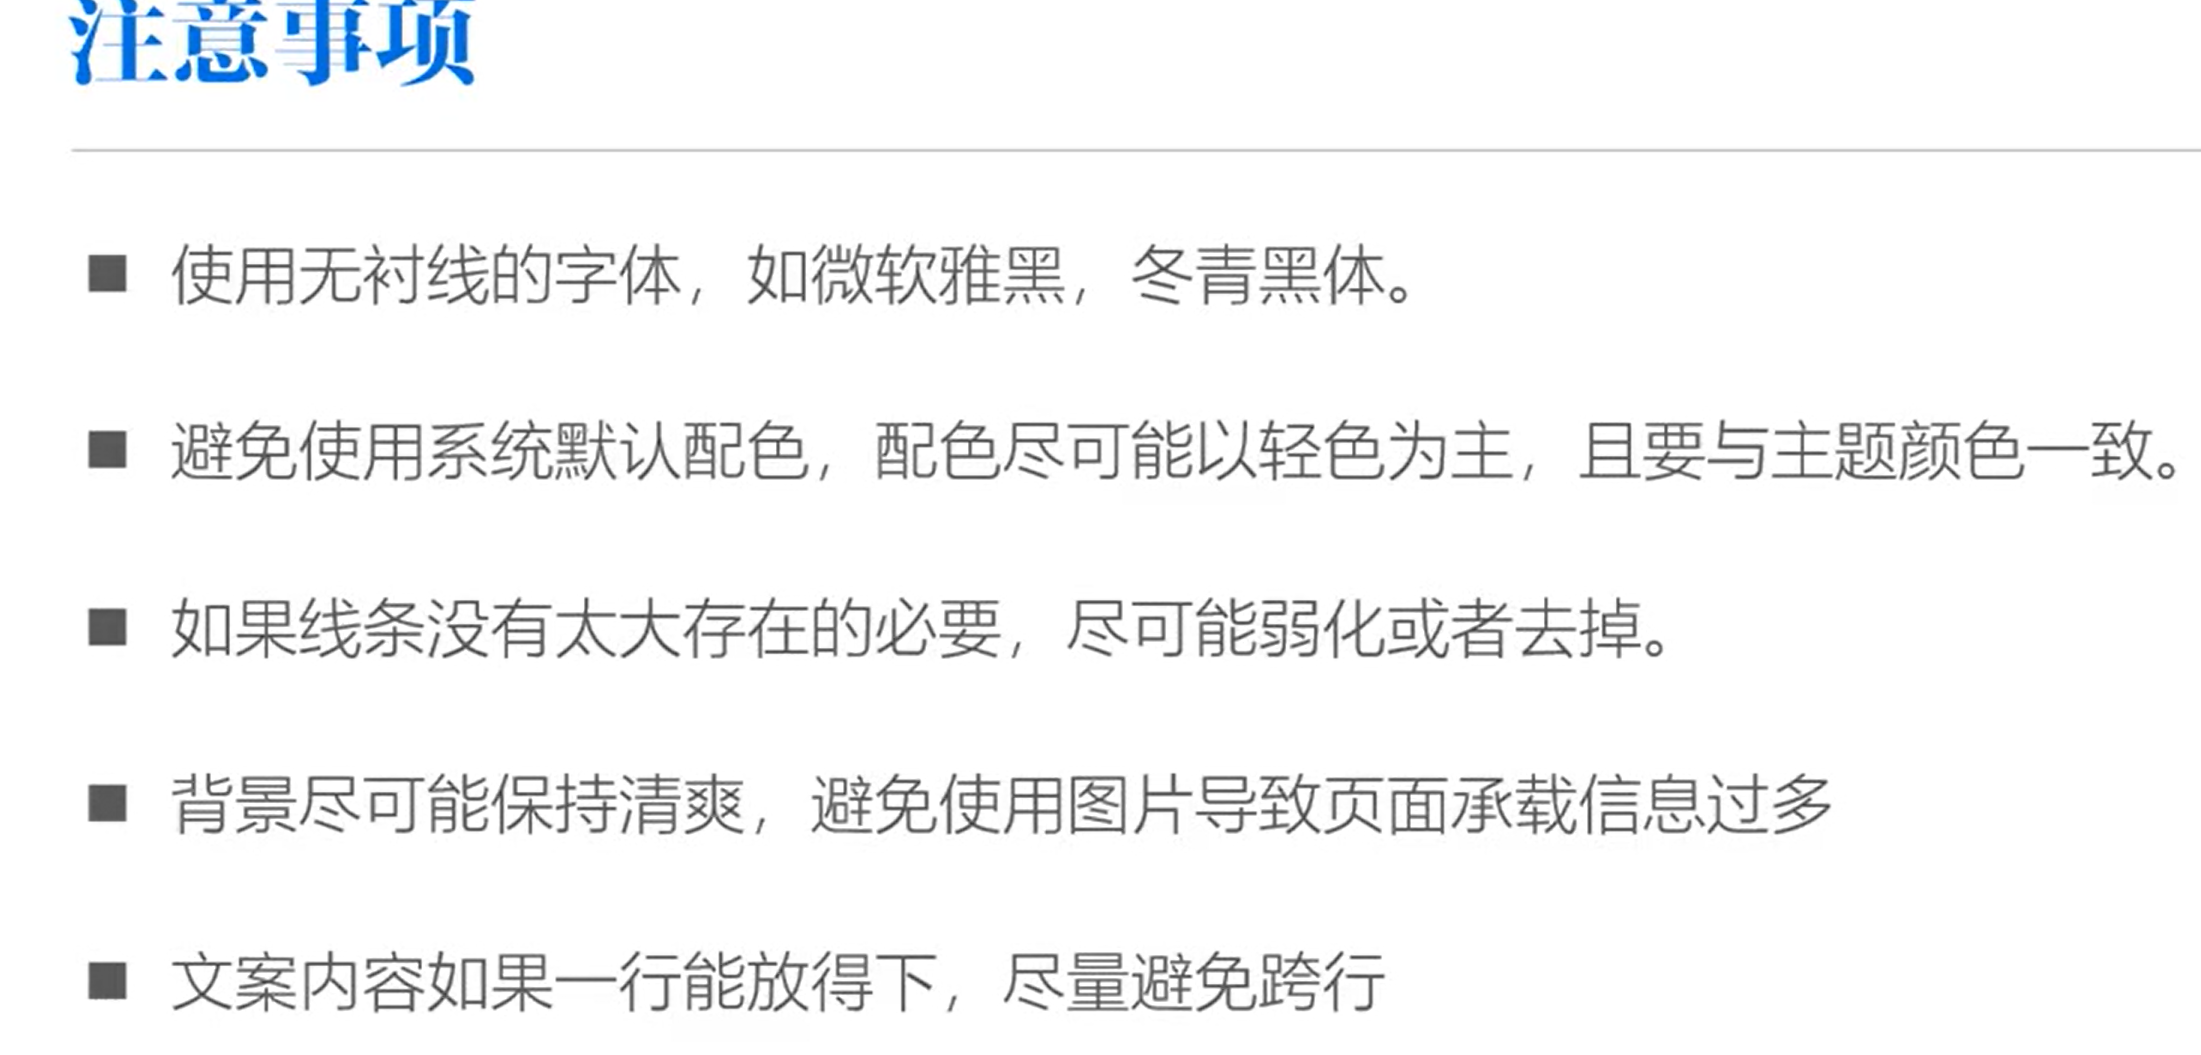 注意事项
■ 使用无衬线的字体，如微软雅黑，冬青黑体。
■ 避免使用系统默认配色，配色尽可能以轻色为主，且要与主题颜色一致。
■ 如果线条没有太大存在的必要，尽可能弱化或者去掉。
■ 背景尽可能保持清爽，避免使用图片导致页面承载信息过多
■ 文案内容如果一行能放得下，尽量避免跨行